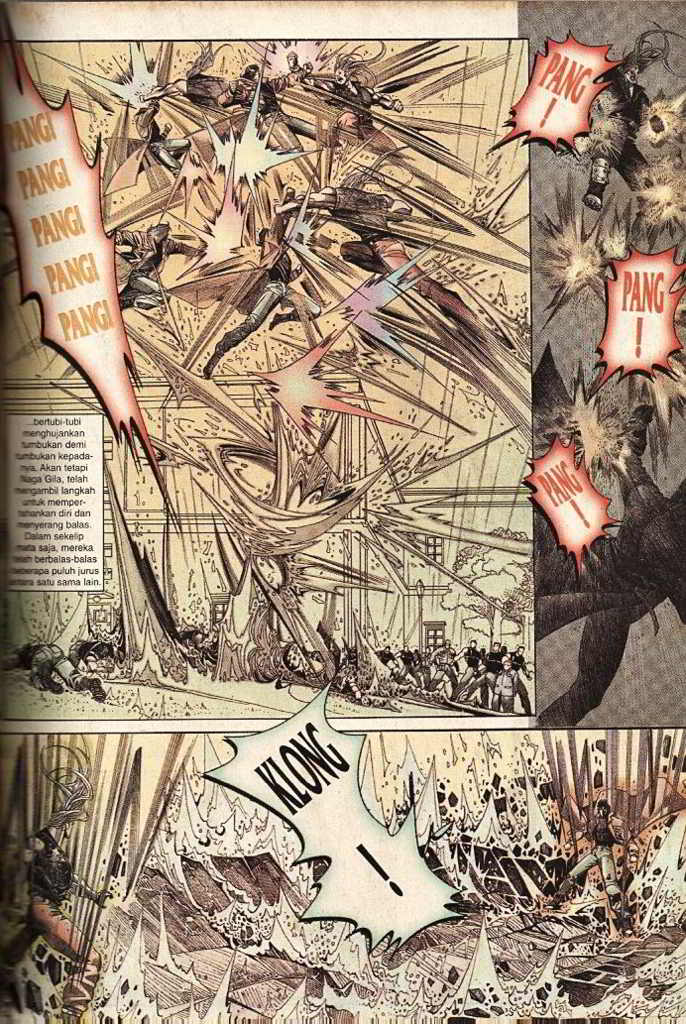 PANG!
PANG!
PANG!
PANG!
PANG!
PANG
!
PANG
!
PANG
!
...bertubi-tubi
menghujankan
tumbukan demi
tumbukan kepada-
nya. Akan tetapi
Naga Gila, telah
mengambil langkah
untuk memper-
tahankan diri dan
menyerang balas.
Dalam sekelip
mata saja, mereka
telah berbalas-balas
beberapa puluh jurus
antara satu sama lain.
KLONG
!